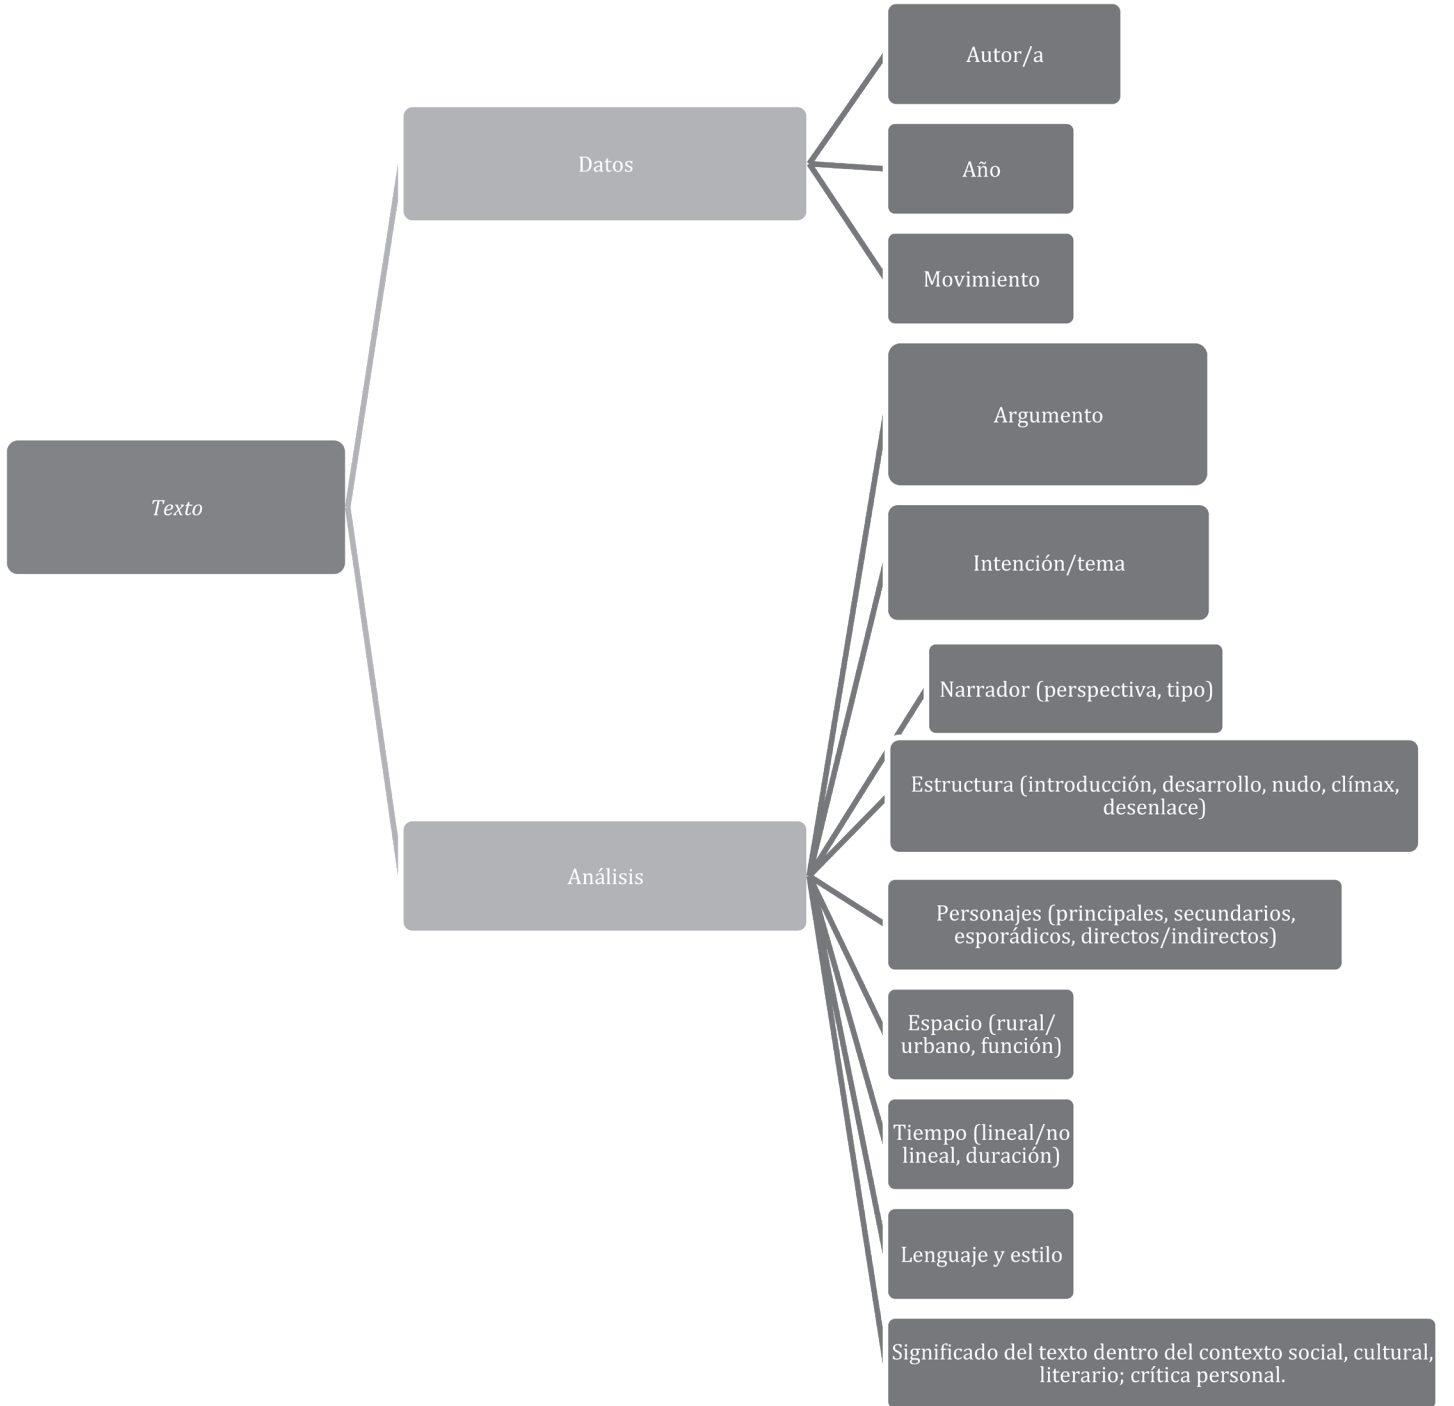 Texto
Datos
Autor/a
Año
Movimiento
Análisis
Argumento
Intención/tema
Narrador (perspectiva, tipo)
Estructura (introducción, desarrollo, nudo, clímax,
desenlace)
Personajes (principales, secundarios,
esporádicos, directos/indirectos)
Espacio (rural/
urbano, función)
Tiempo (lineal/no
lineal, duración)
Lenguaje y estilo
Significado del texto dentro del contexto social, cultural,
literario; crítica personal.